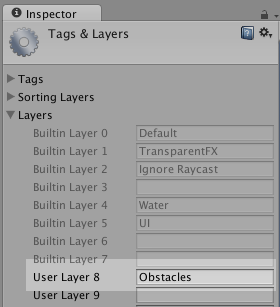 Inspector
Tags & Layers
Tags
Sorting Layers
Layers
Builtin Layer 0 Default
Builtin Layer 1 TransparentFX
Builtin Layer 2 Ignore Raycast
Builtin Layer 3
Builtin Layer 4 Water
Builtin Layer 5 UI
Builtin Layer 6
Builtin Layer 7
User Layer 8 Obstacles
User Layer 9